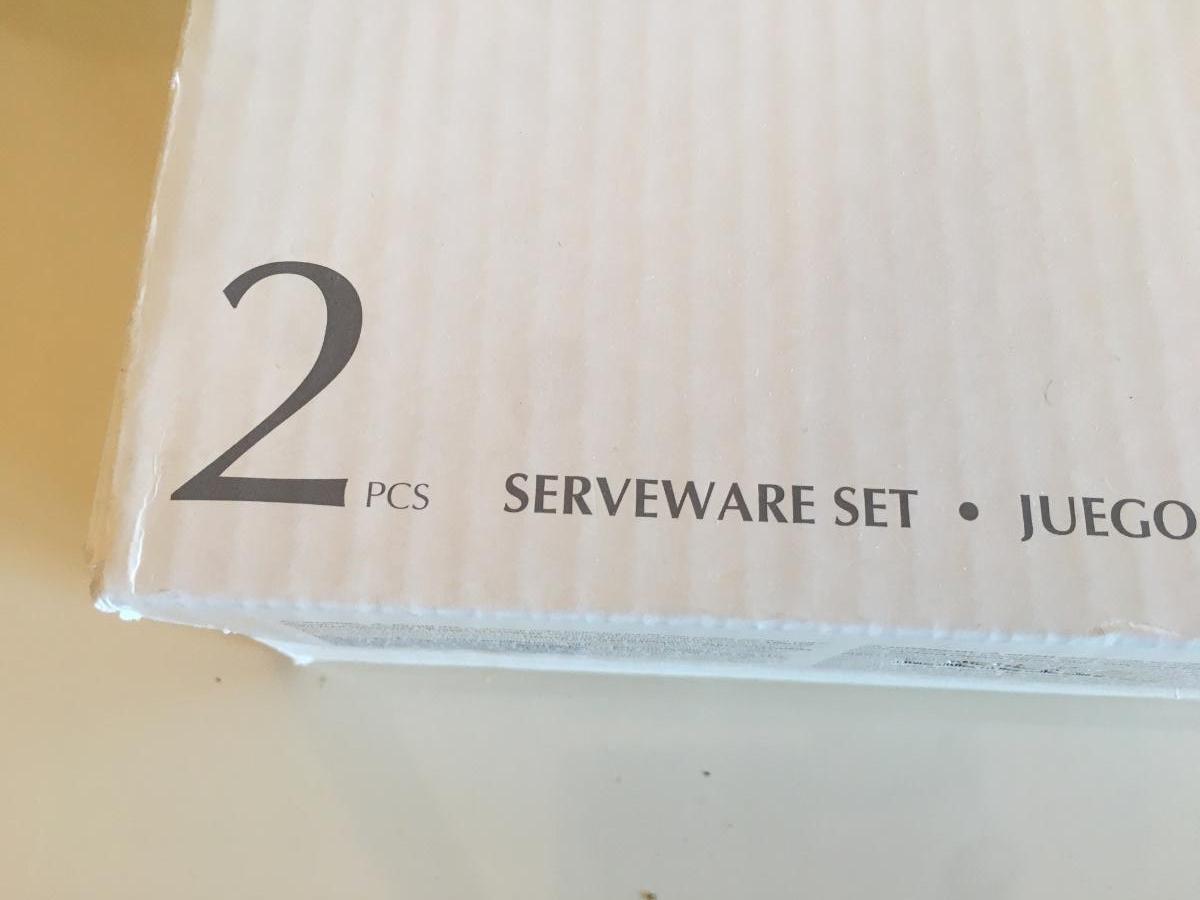 2 PCS SERVEWARE SET • JUEGO